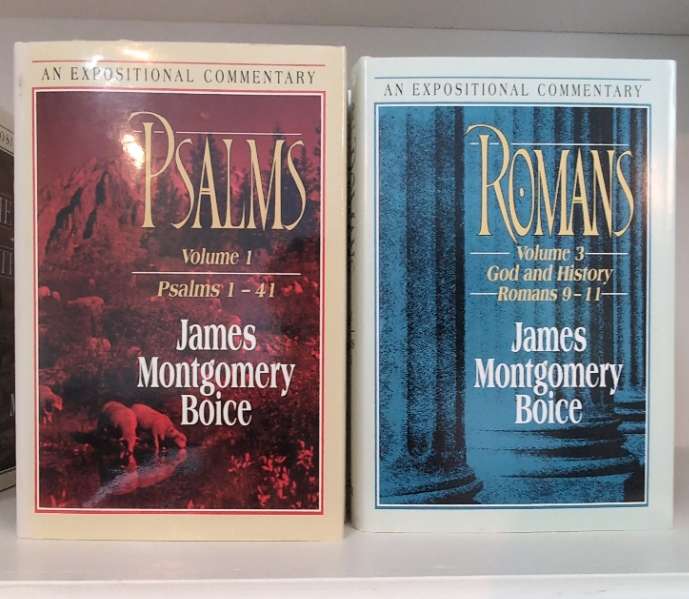 AN EXPOSITIONAL COMMENTARY
PSALMS
Volume 1
Psalms 1 – 41
James
Montgomery
Boice
AN EXPOSITIONAL COMMENTARY
ROMANS
Volume 3
God and History
Romans 9–11
James
Montgomery
Boice